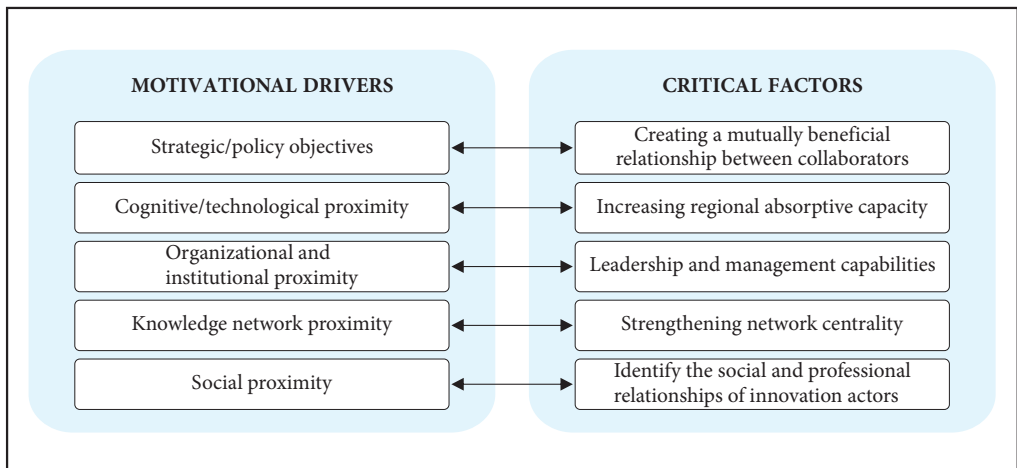 MOTIVATIONAL DRIVERS
Strategic/policy objectives
Cognitive/technological proximity
Organizational and
institutional proximity
Knowledge network proximity
Social proximity
CRITICAL FACTORS
Creating a mutually beneficial
relationship between collaborators
Increasing regional absorptive capacity
Leadership and management capabilities
Strengthening network centrality
Identify the social and professional
relationships of innovation actors